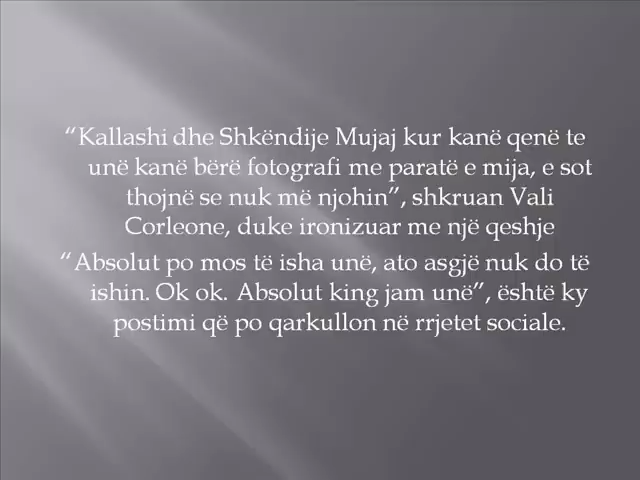 “Kallashi dhe Shkëndije Mujaj kur kanë qenë te
unë kanë bërë fotografi me paratë e mija, e sot
thojnë se nuk më njohin”, shkruan Vali
Corleone, duke ironizuar me një qeshje
“Absolut po mos të isha unë, ato asgjë nuk do të
ishin. Ok ok. Absolut king jam unë”, është ky
postimi që po qarkullon në rrjetet sociale.